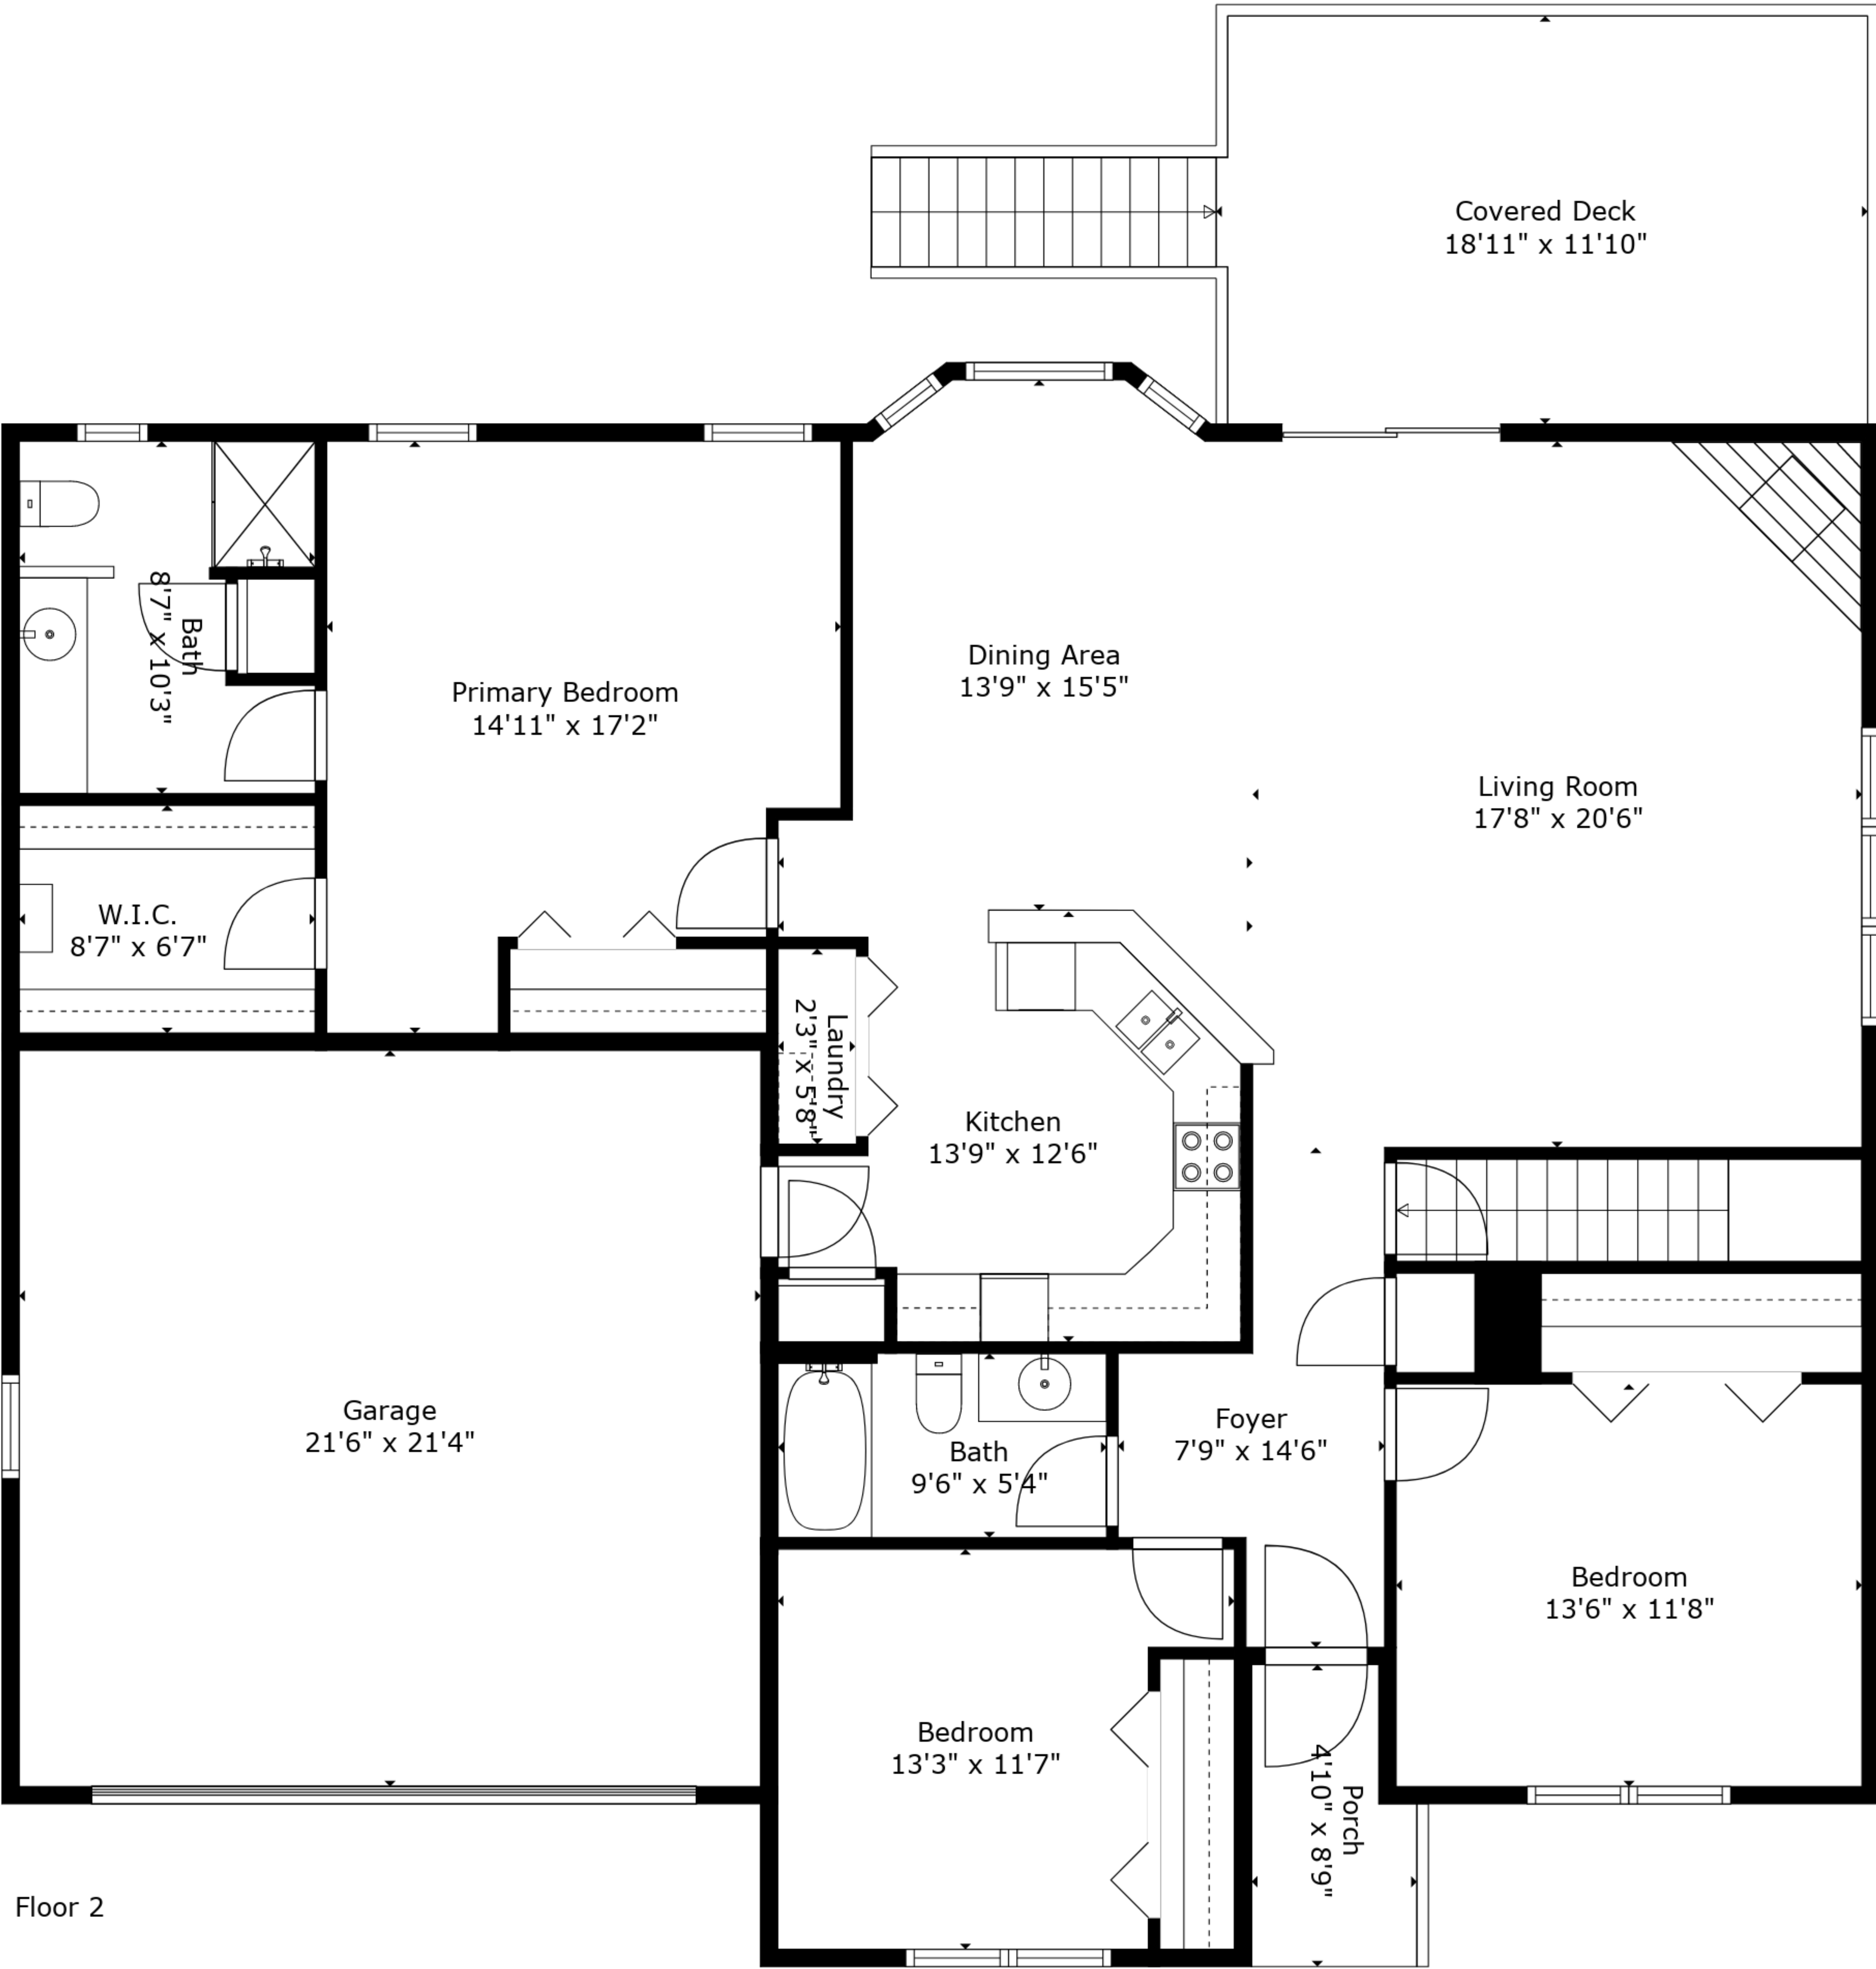 Covered Deck
18'11" x 11'10"
Bath
8'7" x 10'3"
Primary Bedroom
14'11" x 17'2"
Dining Area
13'9" x 15'5"
Living Room
17'8" x 20'6"
W.I.C.
8'7" x 6'7"
Laundry
2'3" x 5'8"
Kitchen
13'9" x 12'6"
Garage
21'6" x 21'4"
Bath
9'6" x 5'4"
Foyer
7'9" x 14'6"
Bedroom
13'6" x 11'8"
Bedroom
13'3" x 11'7"
Porch
4'10" x 8'9"
Floor 2